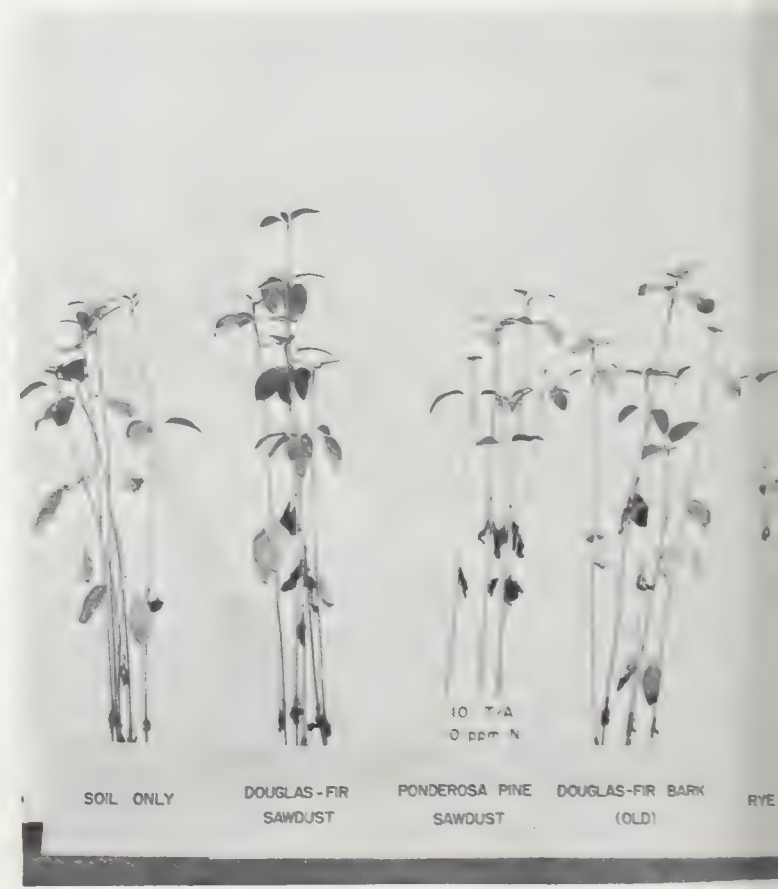 10 T/A
0 ppm N
SOIL ONLY
DOUGLAS-FIR
SAWDUST
PONDEROSA PINE
SAWDUST
DOUGLAS-FIR BARK
(OLD)
RYE